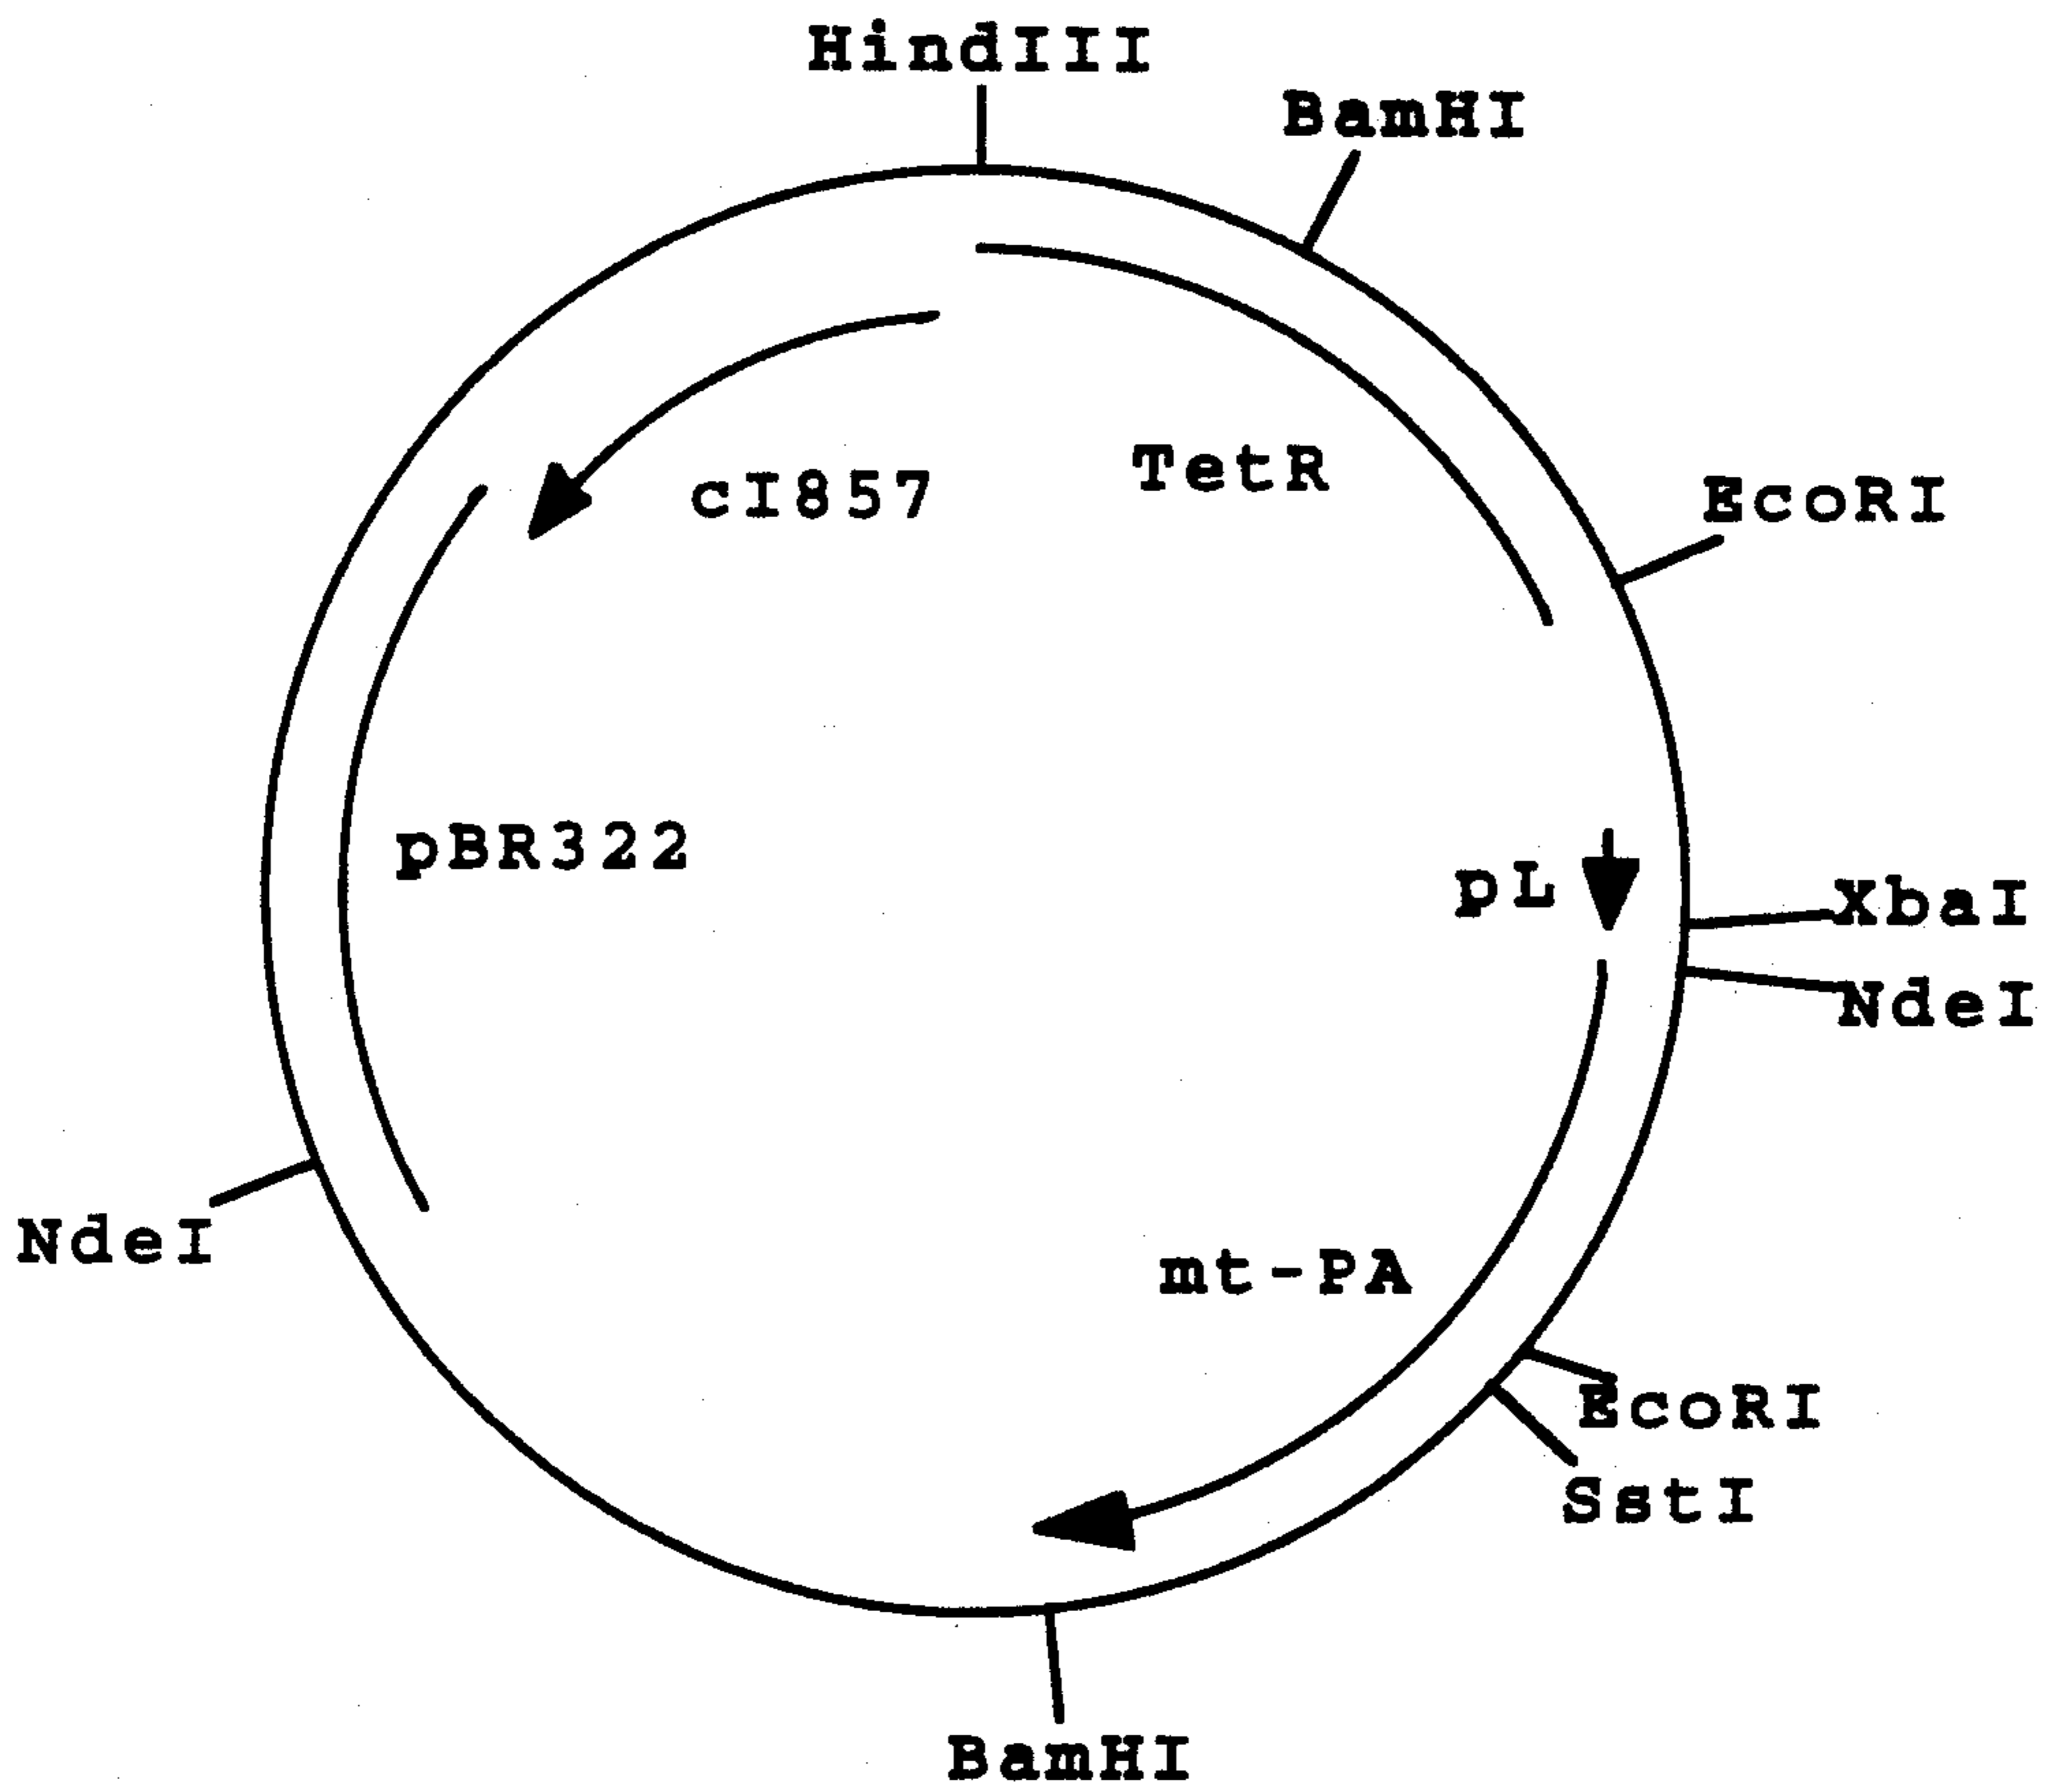 HindIII
BamHI
EcoRI
TetR
cI857
pBR322
pL
XbaI
NdeI
NdeI
mt-PA
EcoRI
SstI
BamHI